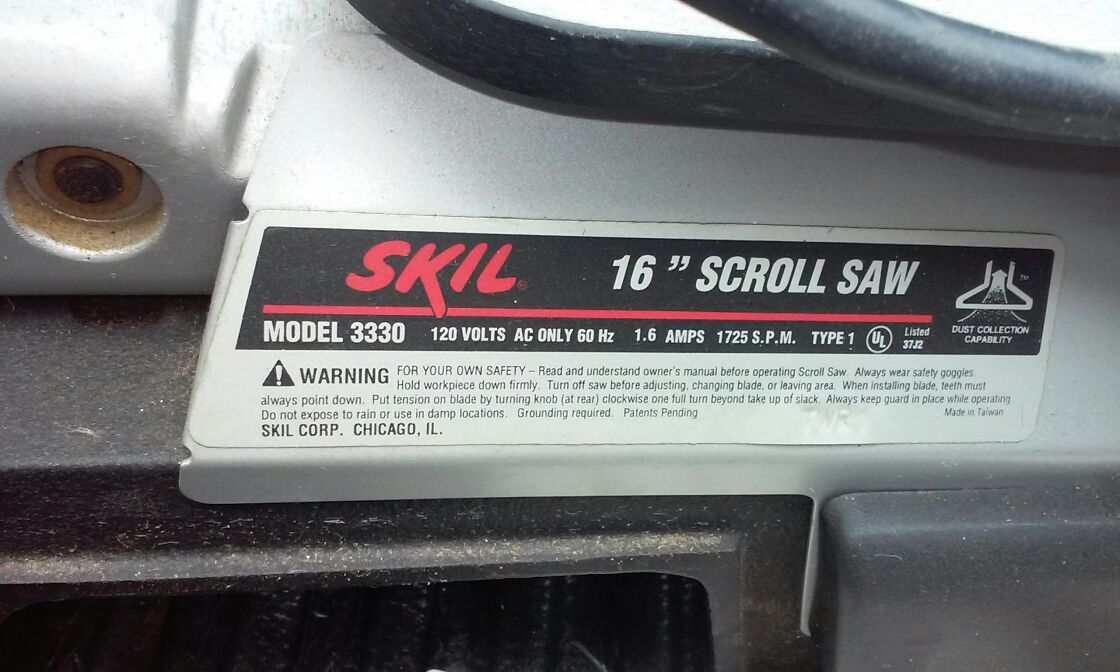 SKIL
16 " SCROLL SAW
MODEL 3330 120 VOLTS AC ONLY 60 Hz 1.6 AMPS 1725 S.P.M. TYPE 1 UL Listed 37J2
TM
DUST COLLECTION
CAPABILITY
WARNING FOR YOUR OWN SAFETY – Read and understand owner's manual before operating Scroll Saw. Always wear safety goggles.
Hold workpiece down firmly. Turn off saw before adjusting, changing blade, or leaving area. When installing blade, teeth must
always point down. Put tension on blade by turning knob (at rear) clockwise one full turn beyond take up of slack. Always keep guard in place while operating
Do not expose to rain or use in damp locations. Grounding required. Patents Pending Made in Taiwan
SKIL CORP. CHICAGO, IL.